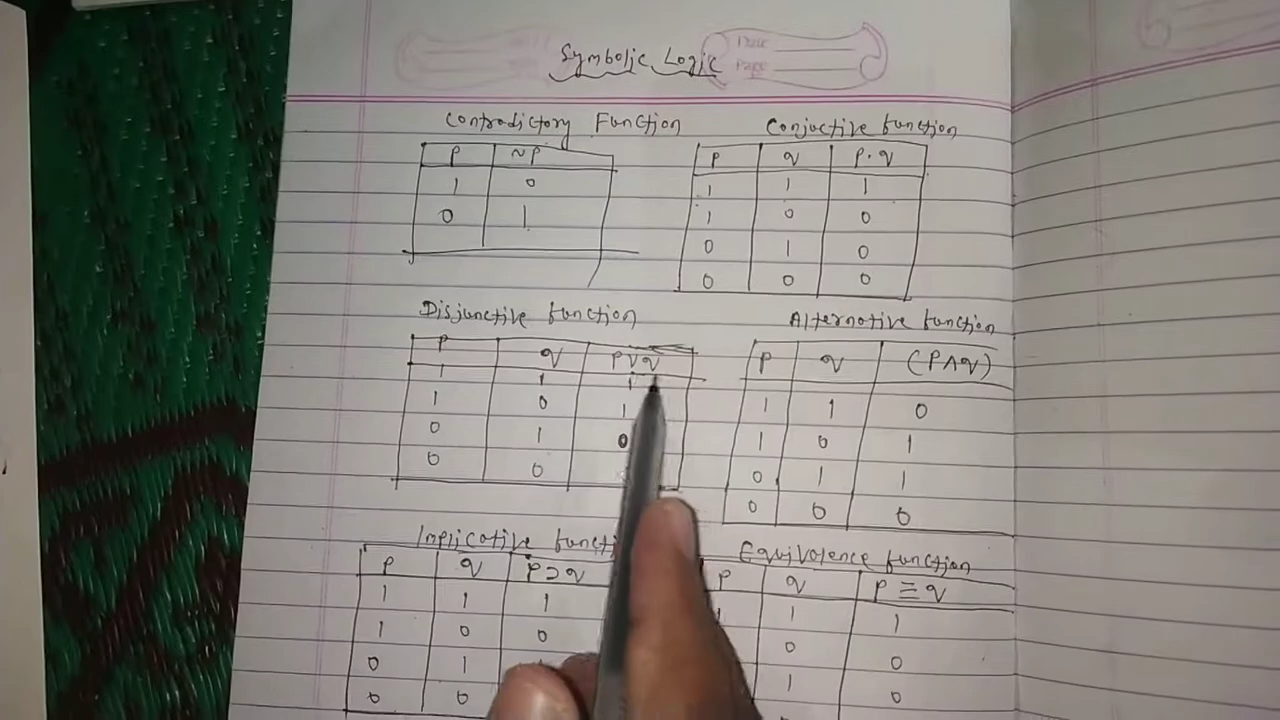 Symbolic Logic
Date
Page
Contradictory Function
P ~P
1 0
0 1
Conjuctive function
P q P.q
1 1 1
1 0 0
0 1 0
0 0 0
Disjunctive function
P q PVq
1 1 1
1 0 1
0 1 0
0 0
Alternative function
P q (P∧q)
1 1 0
1 0 1
0 1 1
0 0 0
Implicative
P q P⊃q
1 1 1
1 0 0
0 1
0 0
Equivalence function
P q P≡q
1 1 1
0 0
1 0